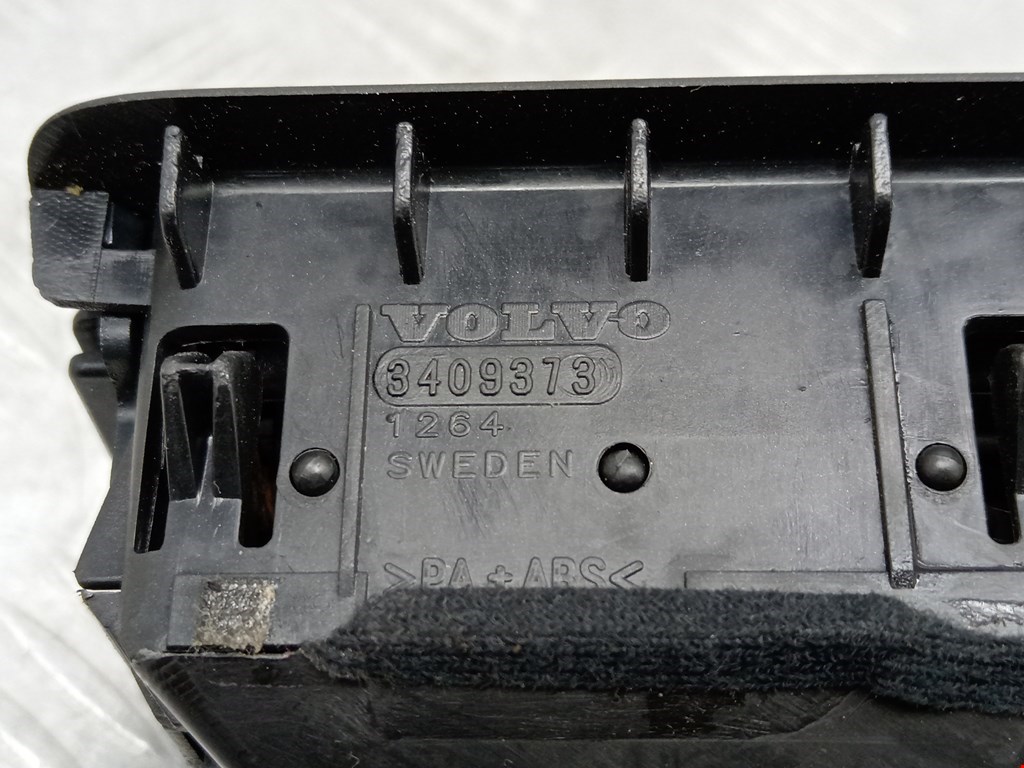 VOLVO
3409373
1264
SWEDEN
>PA+ABS<